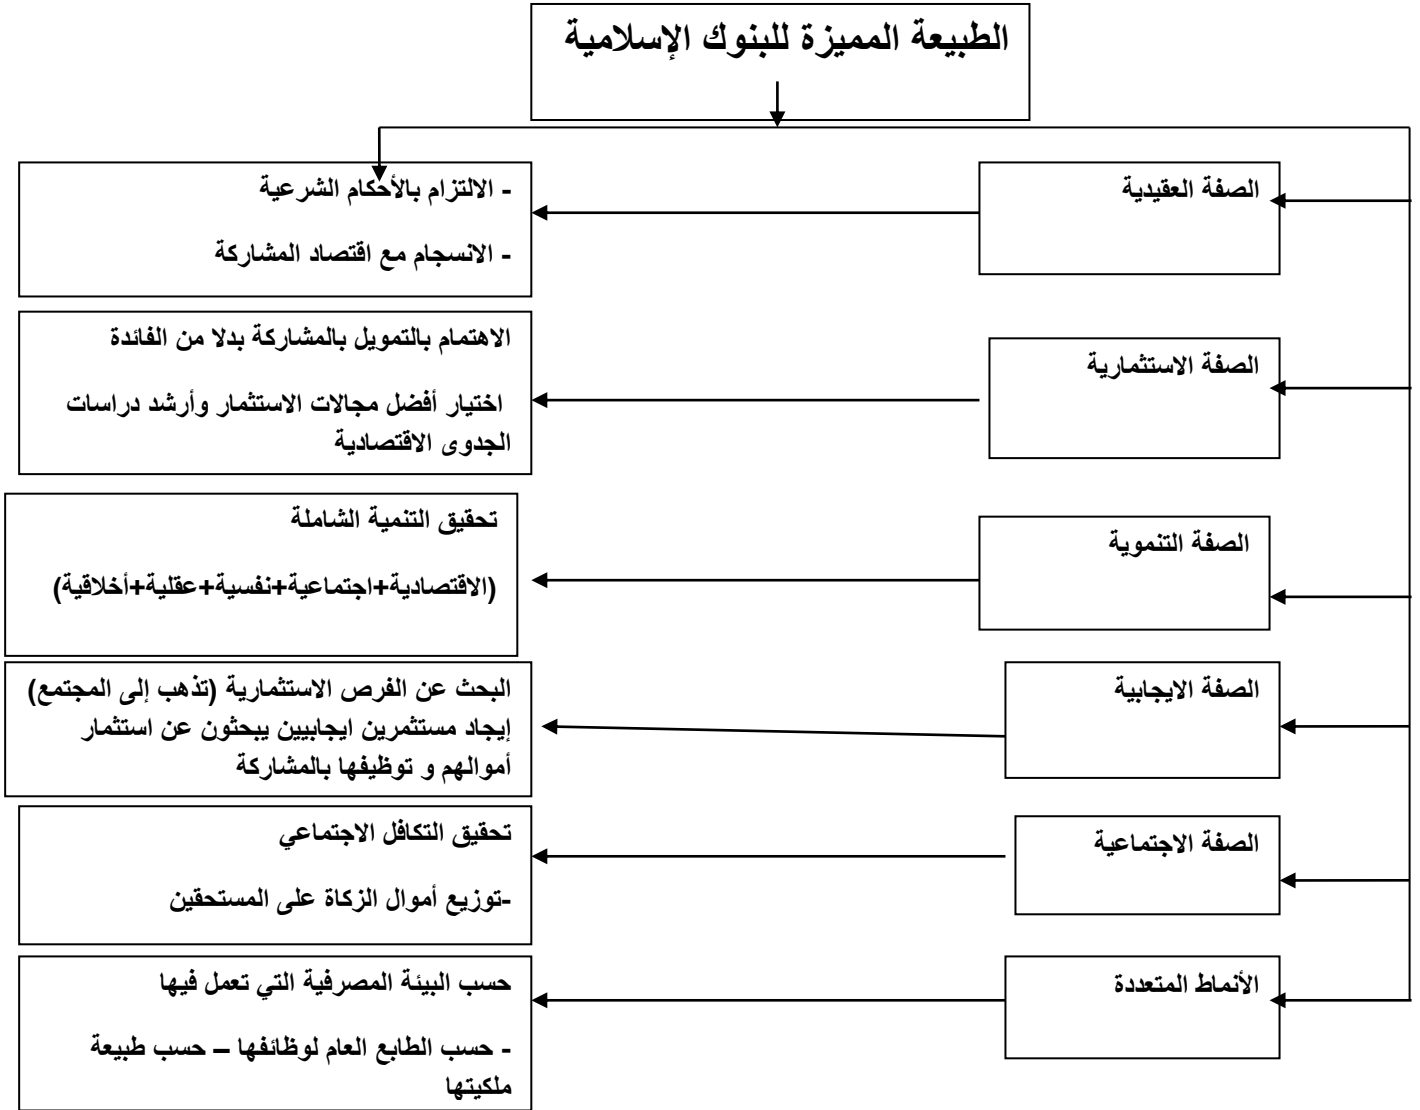 الطبيعة المميزة للبنوك الإسلامية
الصفة العقيدية
- الالتزام بالأحكام الشرعية
- الانسجام مع اقتصاد المشاركة
الصفة الاستثمارية
الاهتمام بالتمويل بالمشاركة بدلا من الفائدة
اختيار أفضل مجالات الاستثمار وأرشد دراسات
الجدوى الاقتصادية
الصفة التنموية
تحقيق التنمية الشاملة
(الاقتصادية+اجتماعية+نفسية+عقلية+أخلاقية)
الصفة الايجابية
البحث عن الفرص الاستثمارية (تذهب إلى المجتمع)
إيجاد مستثمرين ايجابيين يبحثون عن استثمار
أموالهم و توظيفها بالمشاركة
الصفة الاجتماعية
تحقيق التكافل الاجتماعي
-توزيع أموال الزكاة على المستحقين
الأنماط المتعددة
حسب البيئة المصرفية التي تعمل فيها
- حسب الطابع العام لوظائفها – حسب طبيعة
ملكيتها